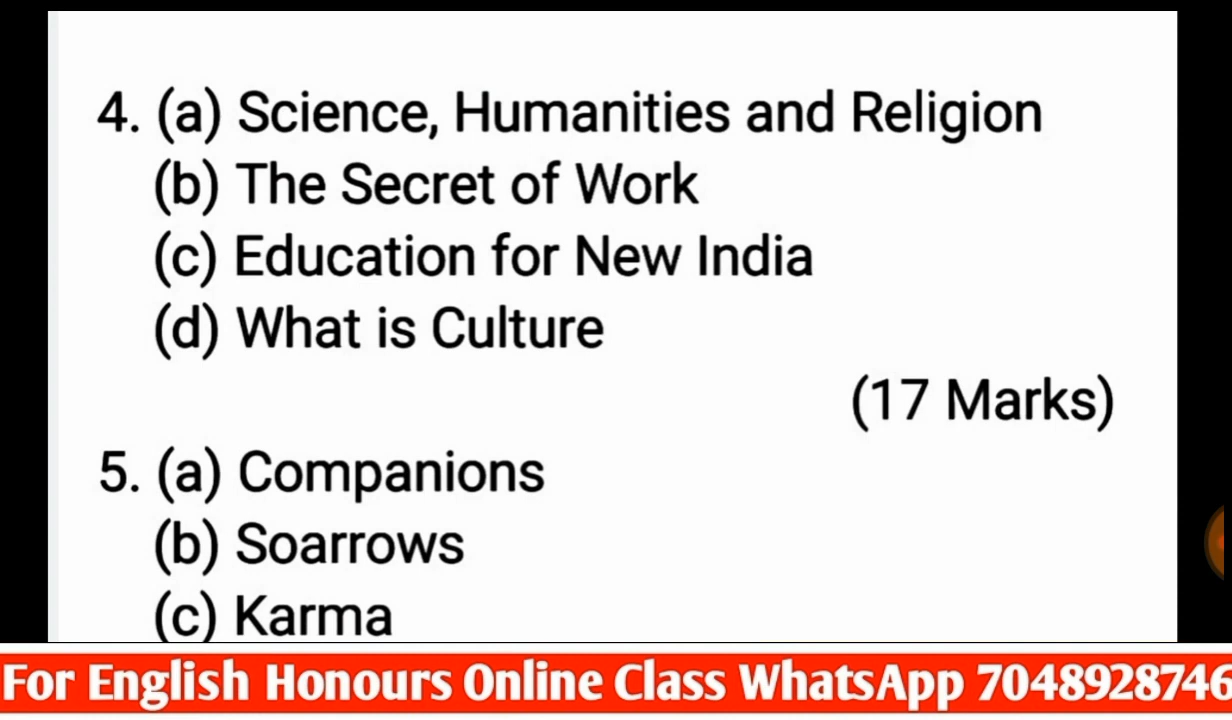 4. (a) Science, Humanities and Religion
(b) The Secret of Work
(c) Education for New India
(d) What is Culture
(17 Marks)
5. (a) Companions
(b) Soarrows
(c) Karma
For English Honours Online Class WhatsApp 7048928746